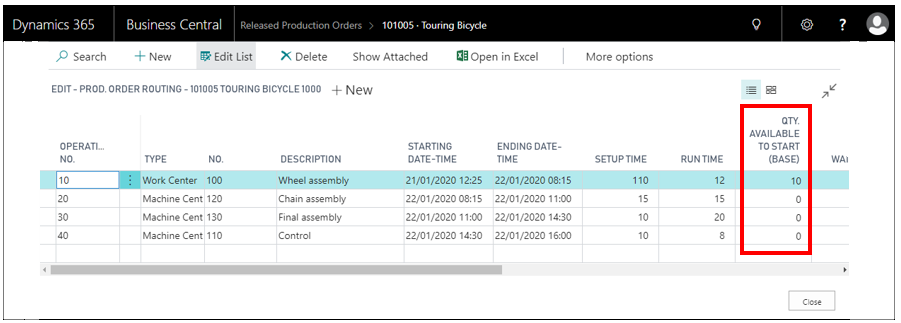 Dynamics 365 Business Central Released Production Orders > 101005 · Touring Bicycle ?
Search + New Edit List Delete Show Attached Open in Excel More options
EDIT - PROD. ORDER ROUTING - 101005 TOURING BICYCLE 1000 + New
OPERATI... NO. TYPE NO. DESCRIPTION STARTING DATE-TIME ENDING DATE-TIME SETUP TIME RUN TIME QTY. AVAILABLE TO START (BASE)
10 Work Center 100 Wheel assembly 21/01/2020 12:25 22/01/2020 08:15 110 12 10
20 Machine Cent 120 Chain assembly 22/01/2020 08:15 22/01/2020 11:00 15 15 0
30 Machine Cent 130 Final assembly 22/01/2020 11:00 22/01/2020 14:30 10 20 0
40 Machine Cent 110 Control 22/01/2020 14:30 22/01/2020 16:00 10 8 0
Close